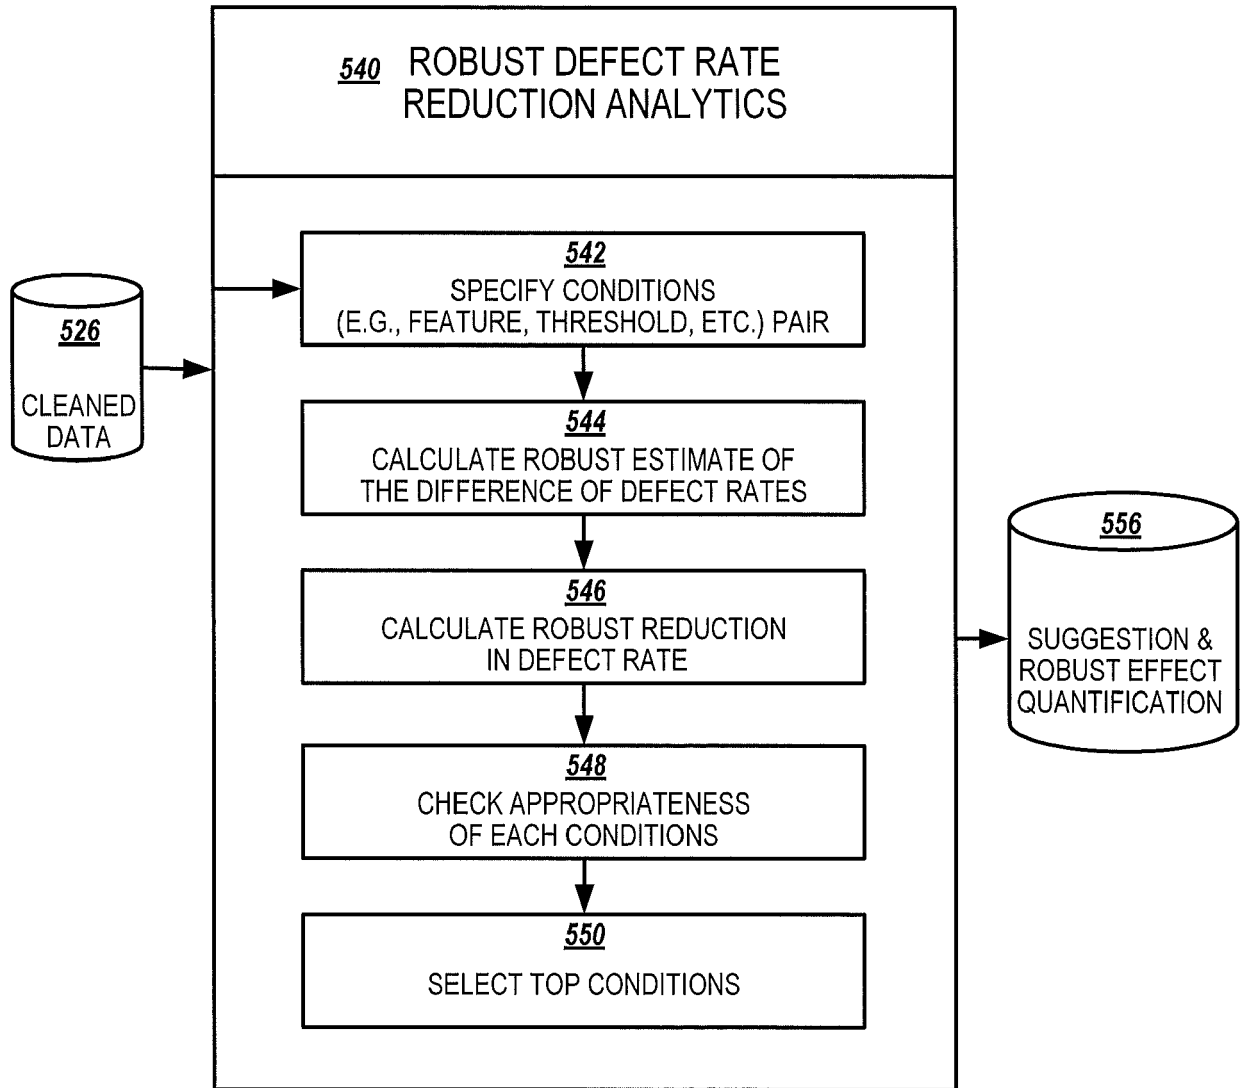 540 ROBUST DEFECT RATE
REDUCTION ANALYTICS
542
SPECIFY CONDITIONS
(E.G., FEATURE, THRESHOLD, ETC.) PAIR
526
CLEANED
DATA
544
CALCULATE ROBUST ESTIMATE OF
THE DIFFERENCE OF DEFECT RATES
546
CALCULATE ROBUST REDUCTION
IN DEFECT RATE
548
CHECK APPROPRIATENESS
OF EACH CONDITIONS
550
SELECT TOP CONDITIONS
556
SUGGESTION &
ROBUST EFFECT
QUANTIFICATION